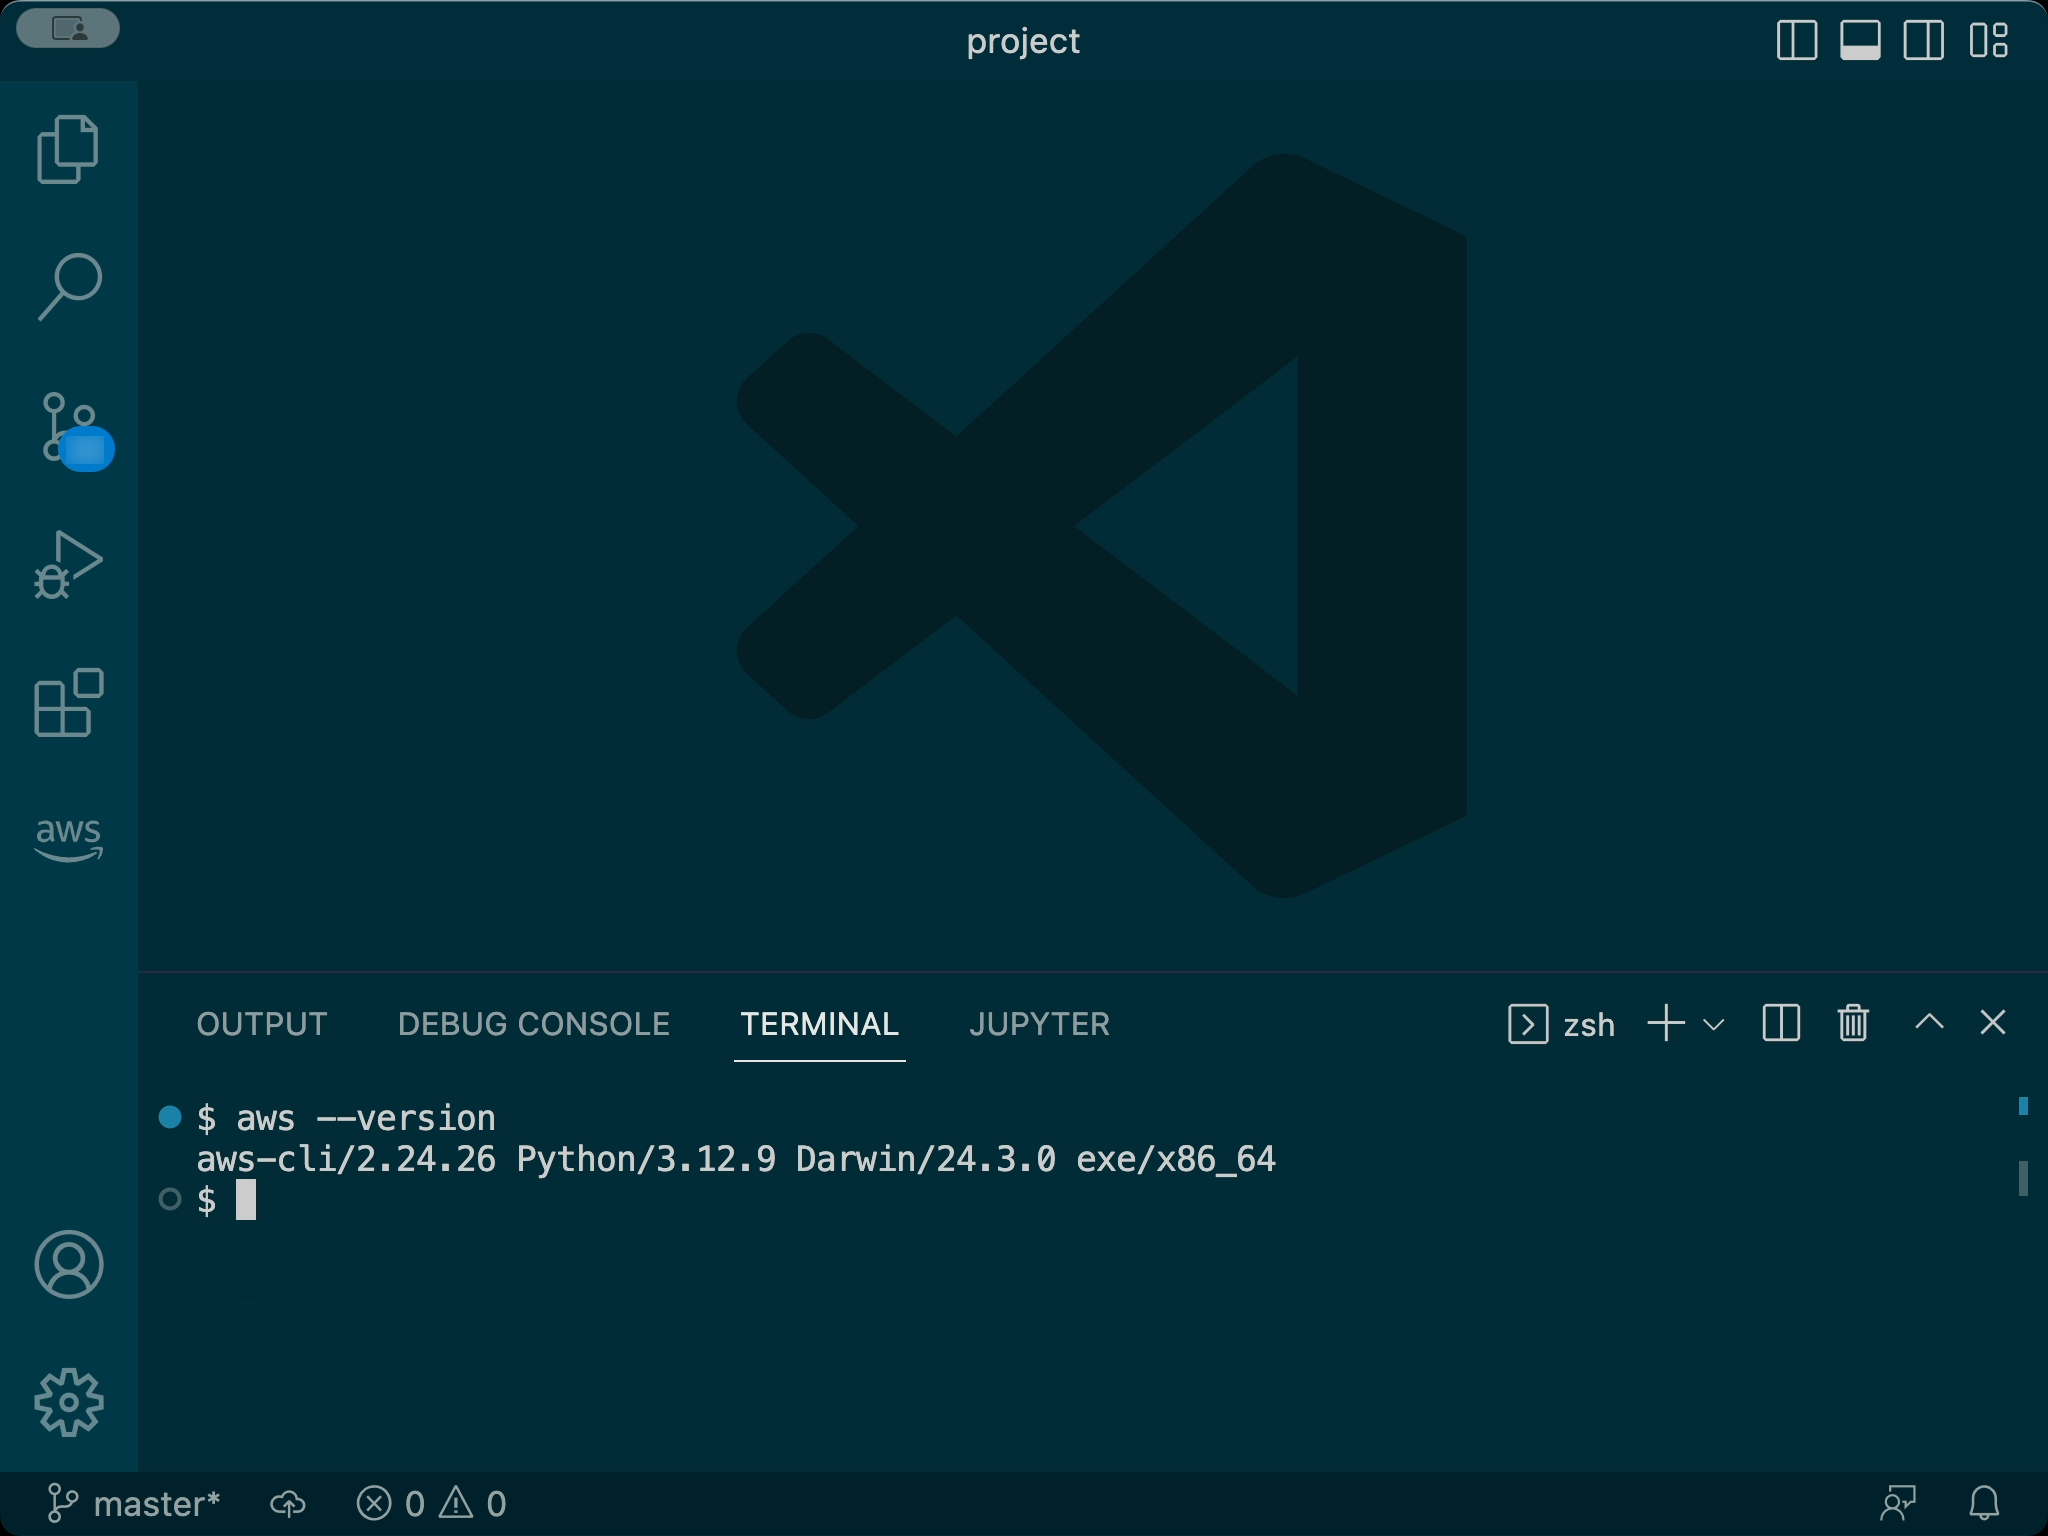 project
aws
OUTPUT DEBUG CONSOLE TERMINAL JUPYTER zsh
$ aws --version
aws-cli/2.24.26 Python/3.12.9 Darwin/24.3.0 exe/x86_64
$
master* 0 0